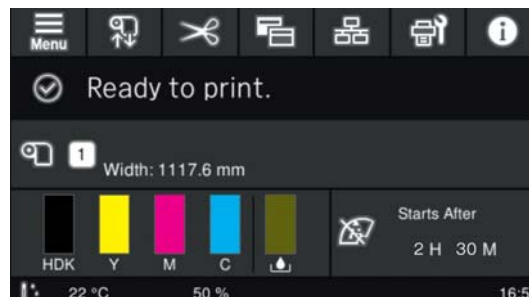 Menu
Ready to print.
1
Width: 1117.6 mm
Starts After
2 H 30 M
HDK Y M C
22 °C 50 %